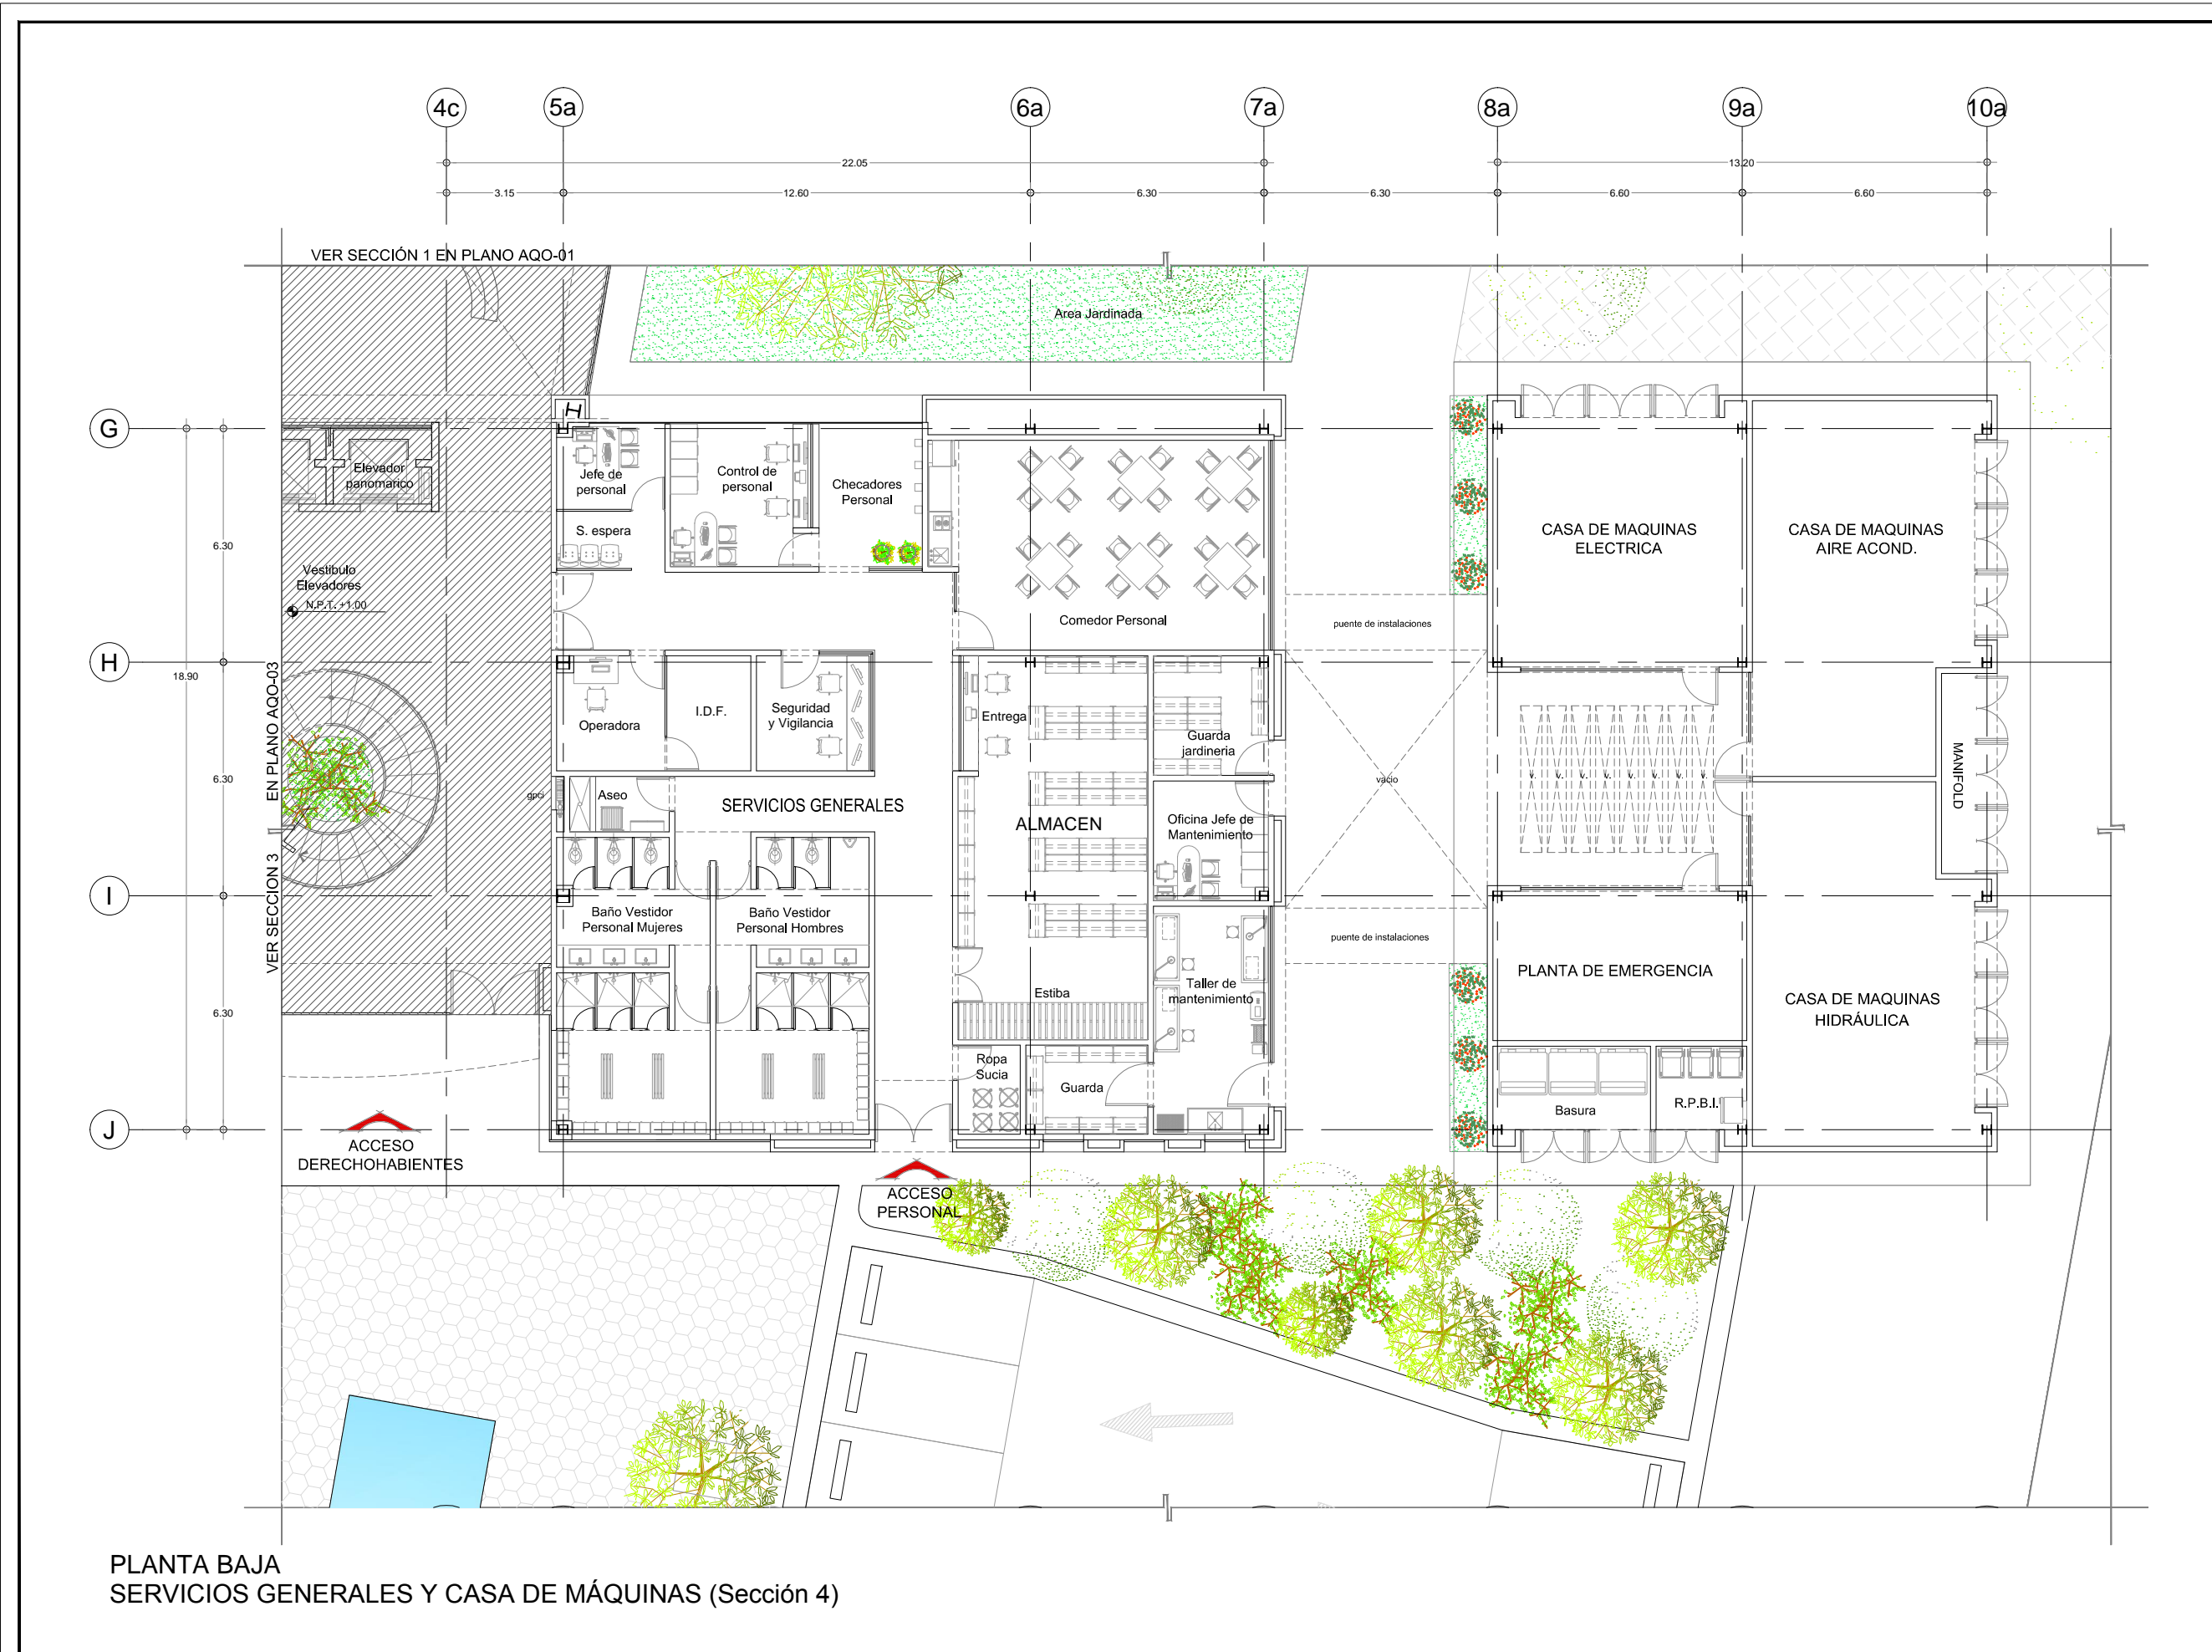 4c
5a
6a
7a
8a
9a
10a
22.05
13.20
3.15
12.60
6.30
6.30
6.60
6.60
VER SECCIÓN 1 EN PLANO AQO-01
Area Jardinada
G
H
I
J
18.90
6.30
6.30
6.30
Elevador
panomarico
Vestibulo
Elevadores
N.P.T. +1.00
VER SECCION 3
EN PLANO AQO-03
Jefe de
personal
S. espera
Control de
personal
Checadores
Personal
Comedor Personal
CASA DE MAQUINAS
ELECTRICA
CASA DE MAQUINAS
AIRE ACOND.
puente de instalaciones
Operadora
I.D.F.
Seguridad
y Vigilancia
Entrega
Guarda
jardineria
vacio
MANIFOLD
gpci
Aseo
SERVICIOS GENERALES
ALMACEN
Oficina Jefe de
Mantenimiento
V.
V.
V.
V.
V.
V.
V.
V.
Baño Vestidor
Personal Mujeres
Baño Vestidor
Personal Hombres
puente de instalaciones
PLANTA DE EMERGENCIA
CASA DE MAQUINAS
HIDRÁULICA
Estiba
Taller de
mantenimiento
Ropa
Sucia
Guarda
Basura
R.P.B.I.
ACCESO
DERECHOHABIENTES
ACCESO
PERSONAL
PLANTA BAJA
SERVICIOS GENERALES Y CASA DE MÁQUINAS (Sección 4)